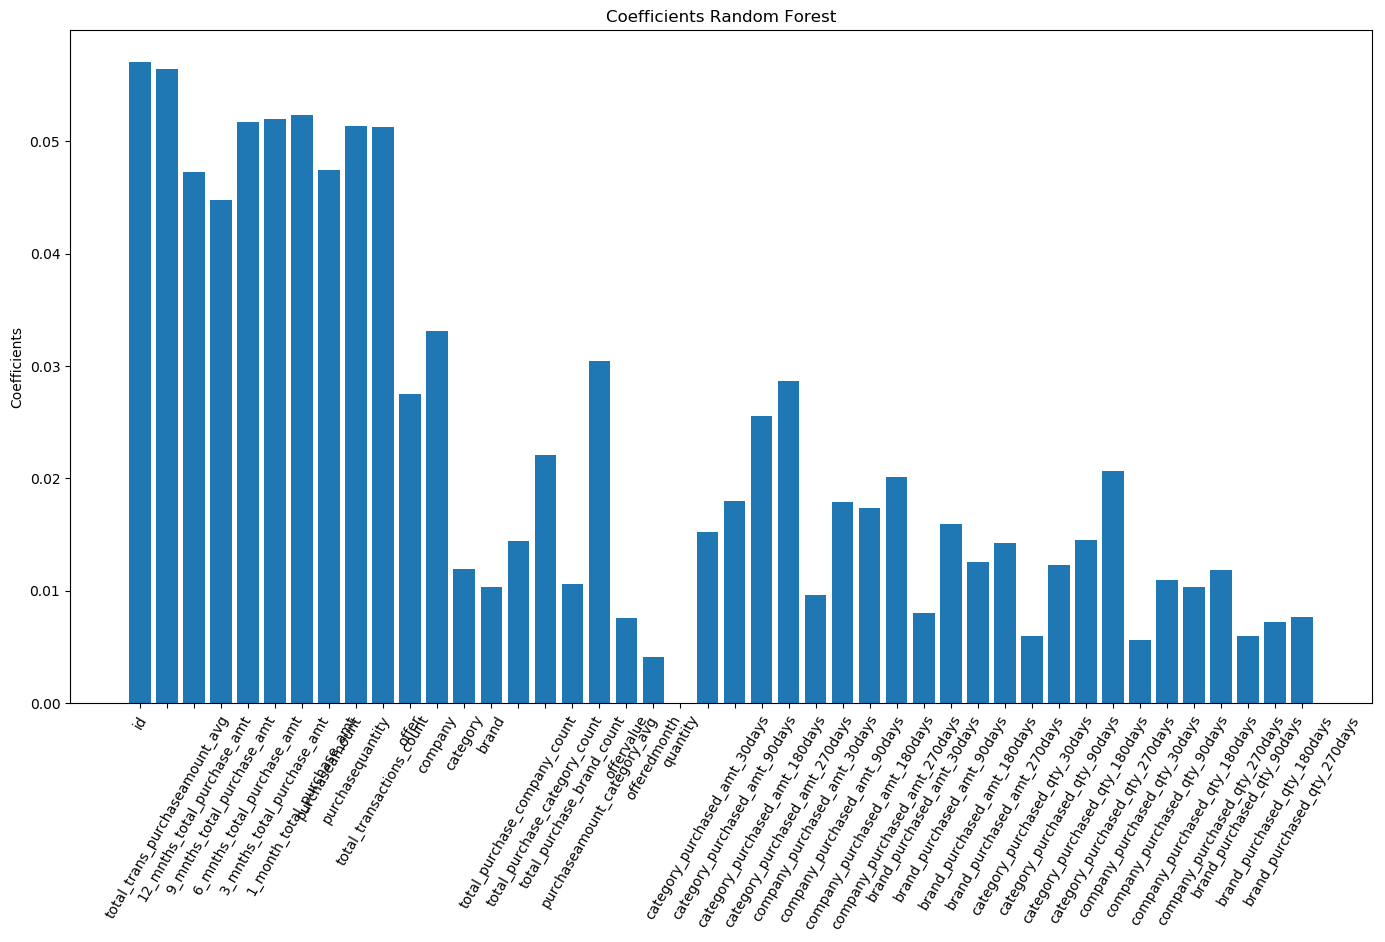 Coefficients Random Forest
Coefficients
0.05
0.04
0.03
0.02
0.01
0.00
id
total_trans_purchaseamount_avg
12_mnths_total_purchase_amt
9_mnths_total_purchase_amt
6_mnths_total_purchase_amt
3_mnths_total_purchase_amt
1_month_total_purchase_amt
purchaseamount
purchasequantity
total_transactions_count
offer
company
category
brand
total_purchase_company_count
total_purchase_category_count
total_purchase_brand_count
purchaseamount_category_avg
offervalue
offeredmonth
quantity
category_purchased_amt_30days
category_purchased_amt_90days
category_purchased_amt_180days
category_purchased_amt_270days
company_purchased_amt_30days
company_purchased_amt_90days
company_purchased_amt_180days
company_purchased_amt_270days
brand_purchased_amt_30days
brand_purchased_amt_90days
brand_purchased_amt_180days
brand_purchased_amt_270days
category_purchased_qty_30days
category_purchased_qty_90days
category_purchased_qty_180days
category_purchased_qty_270days
company_purchased_qty_30days
company_purchased_qty_90days
company_purchased_qty_180days
company_purchased_qty_270days
brand_purchased_qty_90days
brand_purchased_qty_180days
brand_purchased_qty_270days